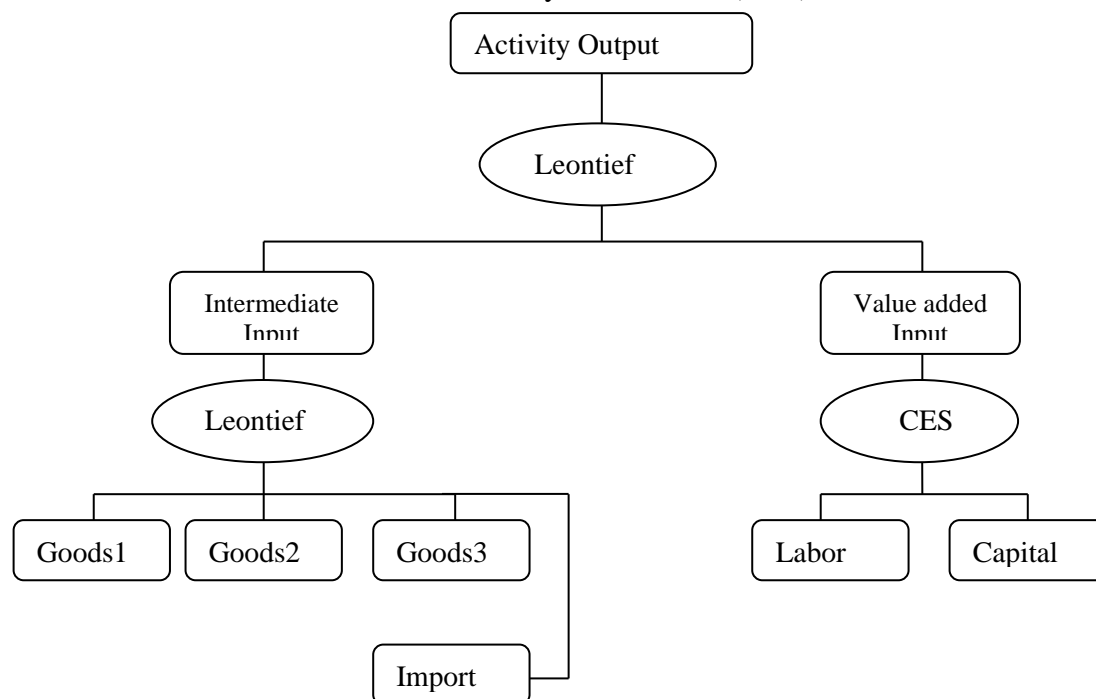 Activity Output
Leontief
Intermediate
Input
Value added
Input
Leontief
CES
Goods1
Goods2
Goods3
Labor
Capital
Import